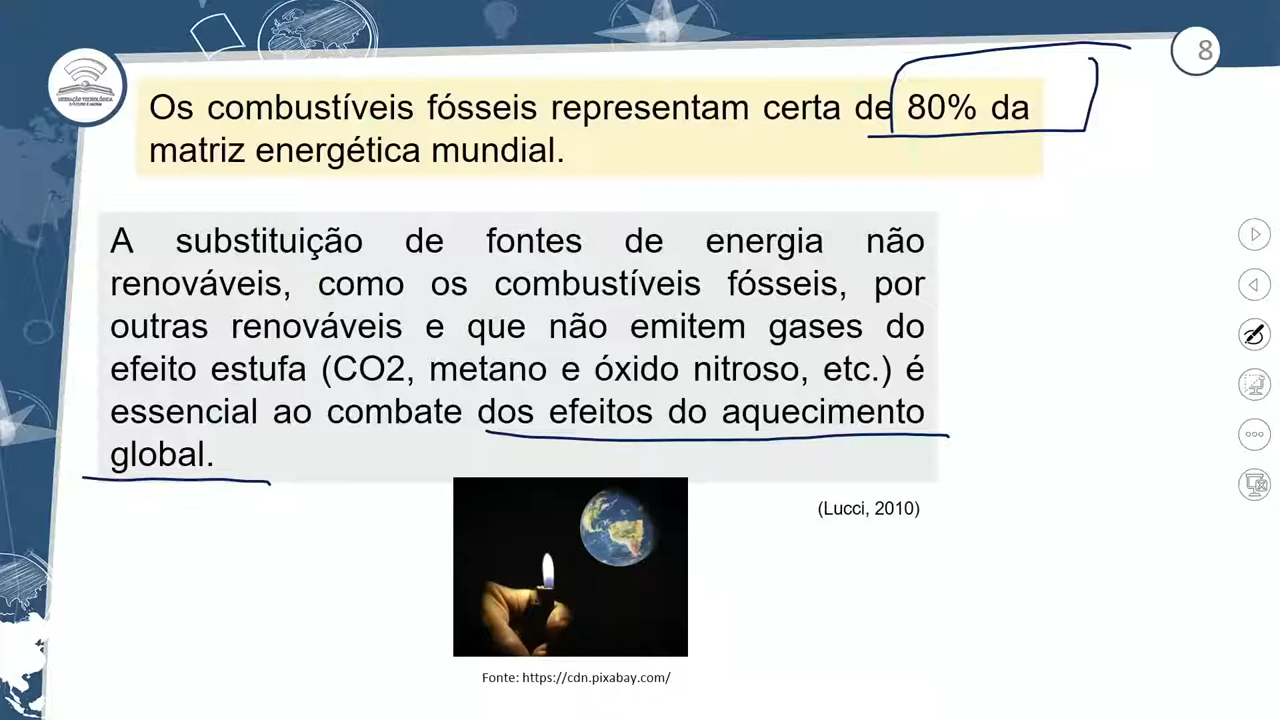 8
Os combustíveis fósseis representam certa de 80% da
matriz energética mundial.
A substituição de fontes de energia não
renováveis, como os combustíveis fósseis, por
outras renováveis e que não emitem gases do
efeito estufa (CO2, metano e óxido nitroso, etc.) é
essencial ao combate dos efeitos do aquecimento
global.
(Lucci, 2010)
Fonte: https://cdn.pixabay.com/